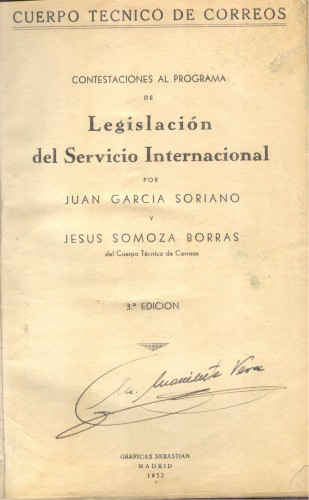 CUERPO TECNICO DE CORREOS
CONTESTACIONES AL PROGRAMA
DE
Legislación
del Servicio Internacional
POR
JUAN GARCIA SORIANO
Y
JESUS SOMOZA BORRAS
del Cuerpo Técnico de Correos
3.ª EDICION
Vera
GRAFICAS SEBASTIAN
MADRID
1952